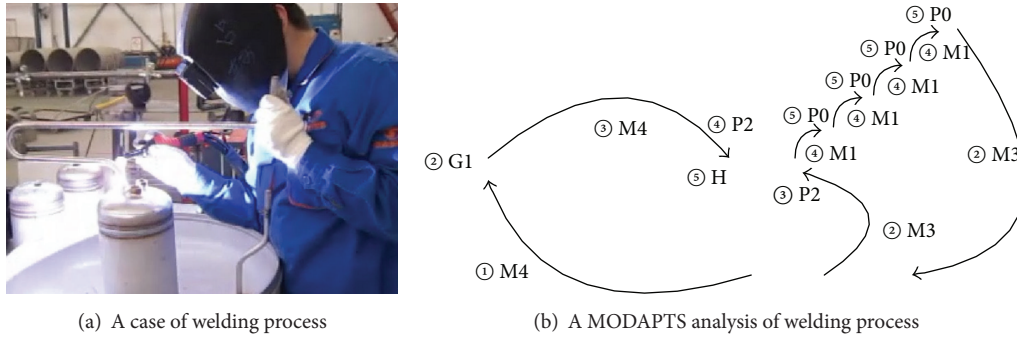 ⑤ P0
⑤ P0
④ M1
⑤ P0
④ M1
⑤ P0
④ M1
④ M1
④ P2
③ M4
② G1
⑤ H
② M3
③ P2
② M3
① M4
(a) A case of welding process
(b) A MODAPTS analysis of welding process